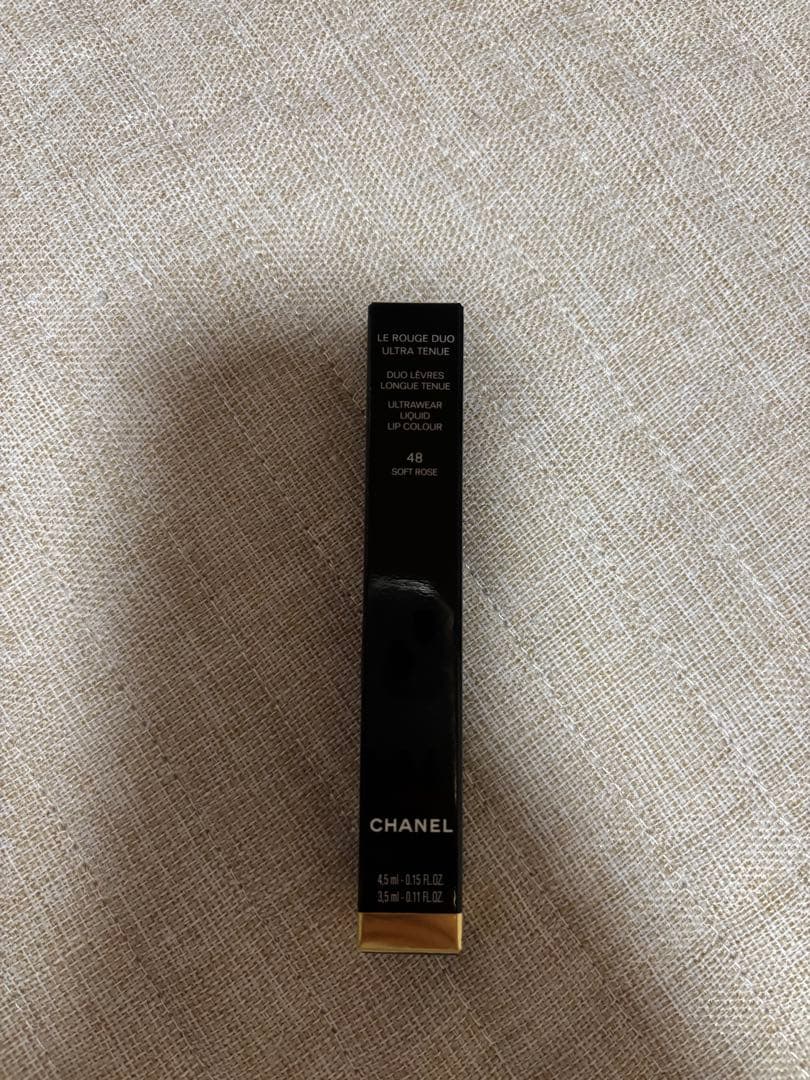 LE ROUGE DUO
ULTRA TENUE
DUO LÈVRES
LONGUE TENUE
ULTRAWEAR
LIQUID
LIP COLOUR
48
SOFT ROSE
CHANEL
4,5 ml - 0.15 FL.OZ.
3,5 ml - 0.11 FL.OZ.